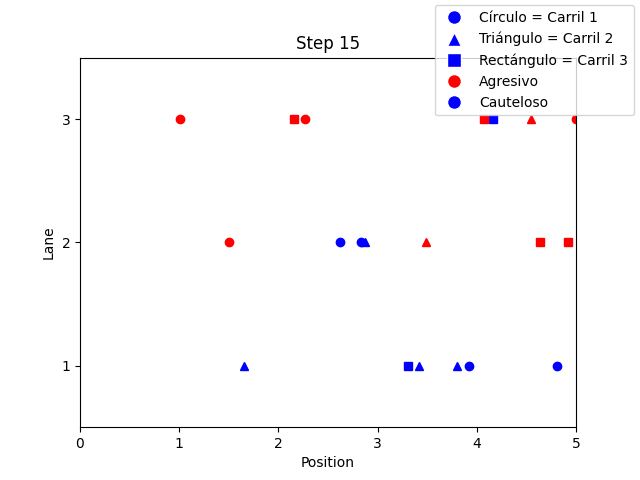 Step 15
Círculo = Carril 1
Triángulo = Carril 2
Rectángulo = Carril 3
Agresivo
Cauteloso
Lane
3
2
1
0 1 2 3 4 5
Position